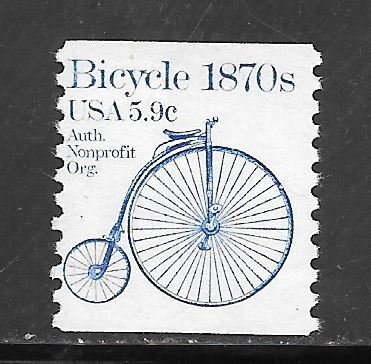 Bicycle 1870s
USA 5.9c
Auth.
Nonprofit
Org.